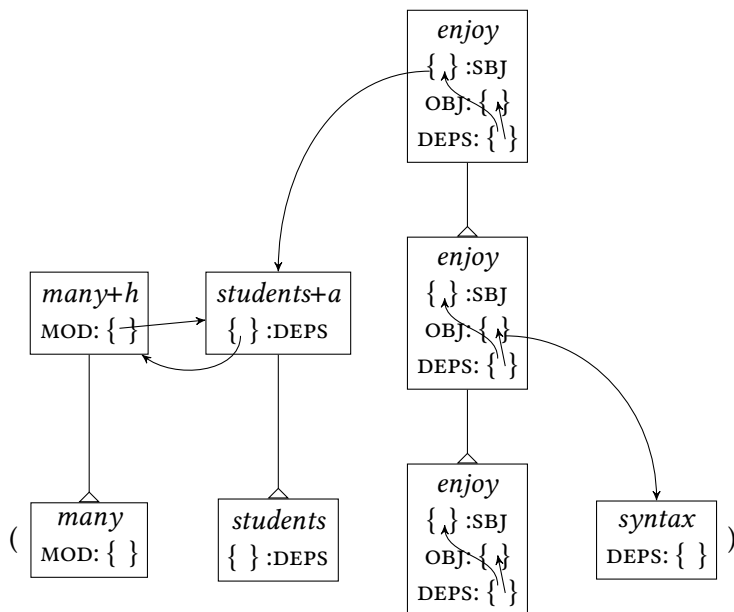 enjoy
{ } :SBJ
OBJ: { }
DEPS: { }
enjoy
{ } :SBJ
OBJ: { }
DEPS: { }
many+h
MOD: { }
students+a
{ } :DEPS
enjoy
{ } :SBJ
OBJ: { }
DEPS: { }
(
many
MOD: { }
students
{ } :DEPS
syntax
DEPS: { }
)